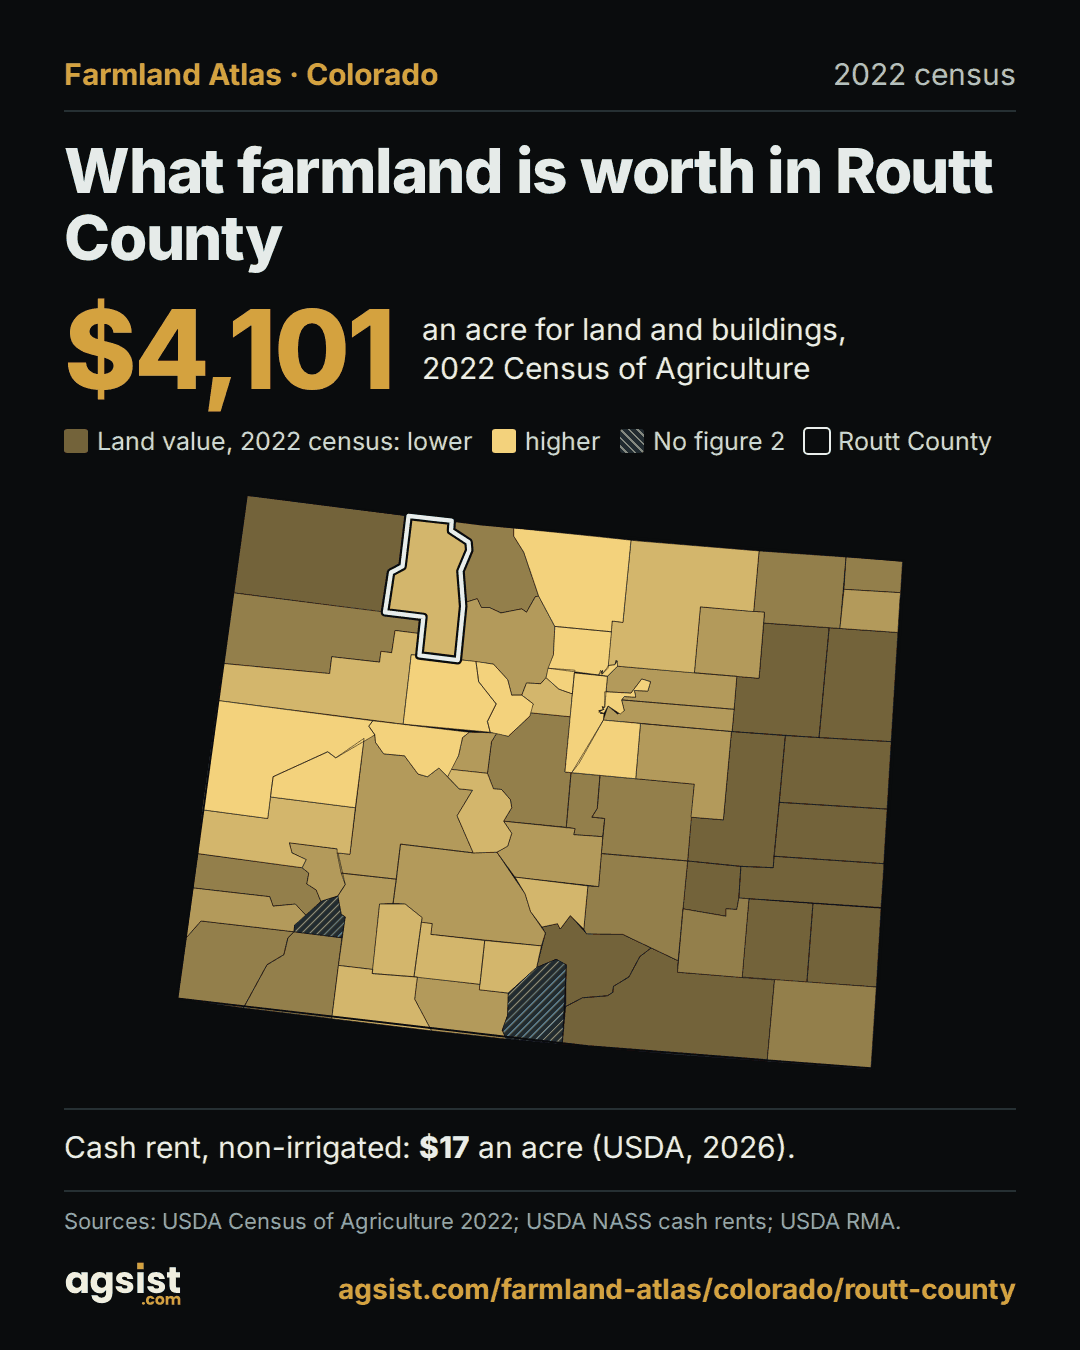 Farmland Atlas · Colorado
2022 census
What farmland is worth in Routt
County
$4,101
an acre for land and buildings,
2022 Census of Agriculture
Land value, 2022 census: lower
higher
No figure 2
Routt County
Cash rent, non-irrigated: $17 an acre (USDA, 2026).
Sources: USDA Census of Agriculture 2022; USDA NASS cash rents; USDA RMA.
agsist
.com
agsist.com/farmland-atlas/colorado/routt-county